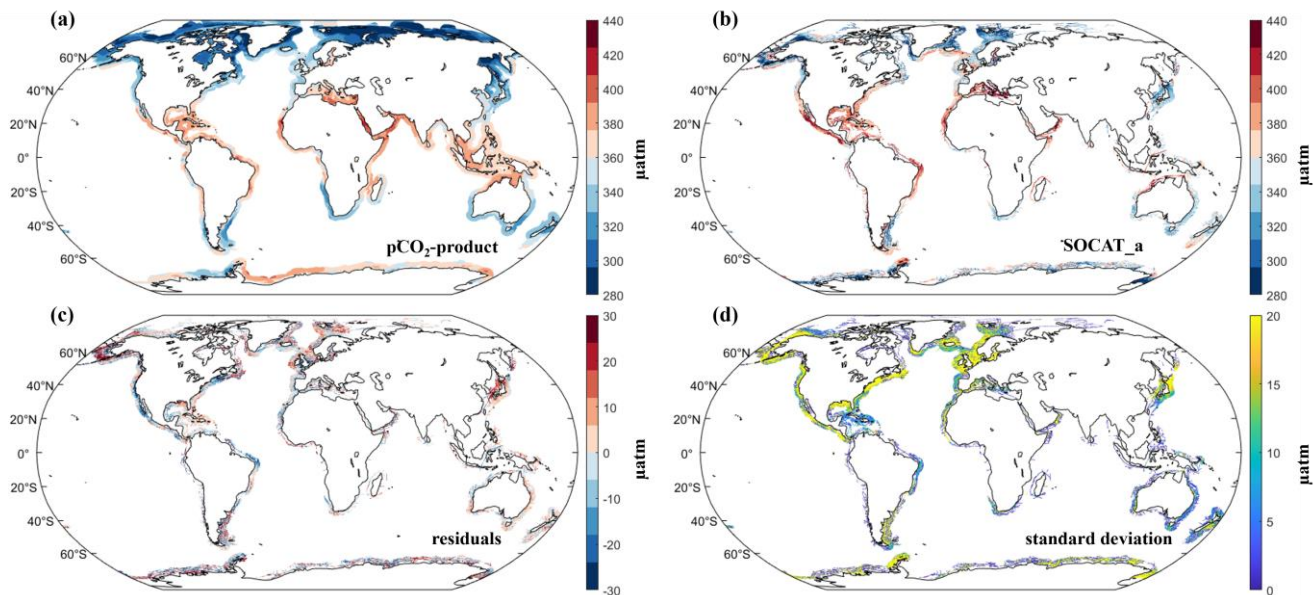 (a)
60°N
40°N
20°N
0°
20°S
40°S
60°S
pCO₂-product
440
420
400
380
360
340
320
300
280
µatm
(b)
60°N
40°N
20°N
0°
20°S
40°S
60°S
SOCAT_a
440
420
400
380
360
340
320
300
280
µatm
(c)
60°N
40°N
20°N
0°
20°S
40°S
60°S
residuals
30
20
10
0
-10
-20
-30
µatm
(d)
60°N
40°N
20°N
0°
20°S
40°S
60°S
standard deviation
20
15
10
5
0
µatm